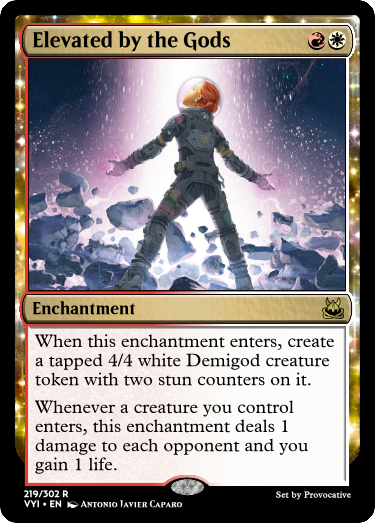 Elevated by the Gods
Enchantment
When this enchantment enters, create
a tapped 4/4 white Demigod creature
token with two stun counters on it.
Whenever a creature you control
enters, this enchantment deals 1
damage to each opponent and you
gain 1 life.
219/302 R
VYI • EN Antonio Javier Caparo
Set by Provocative